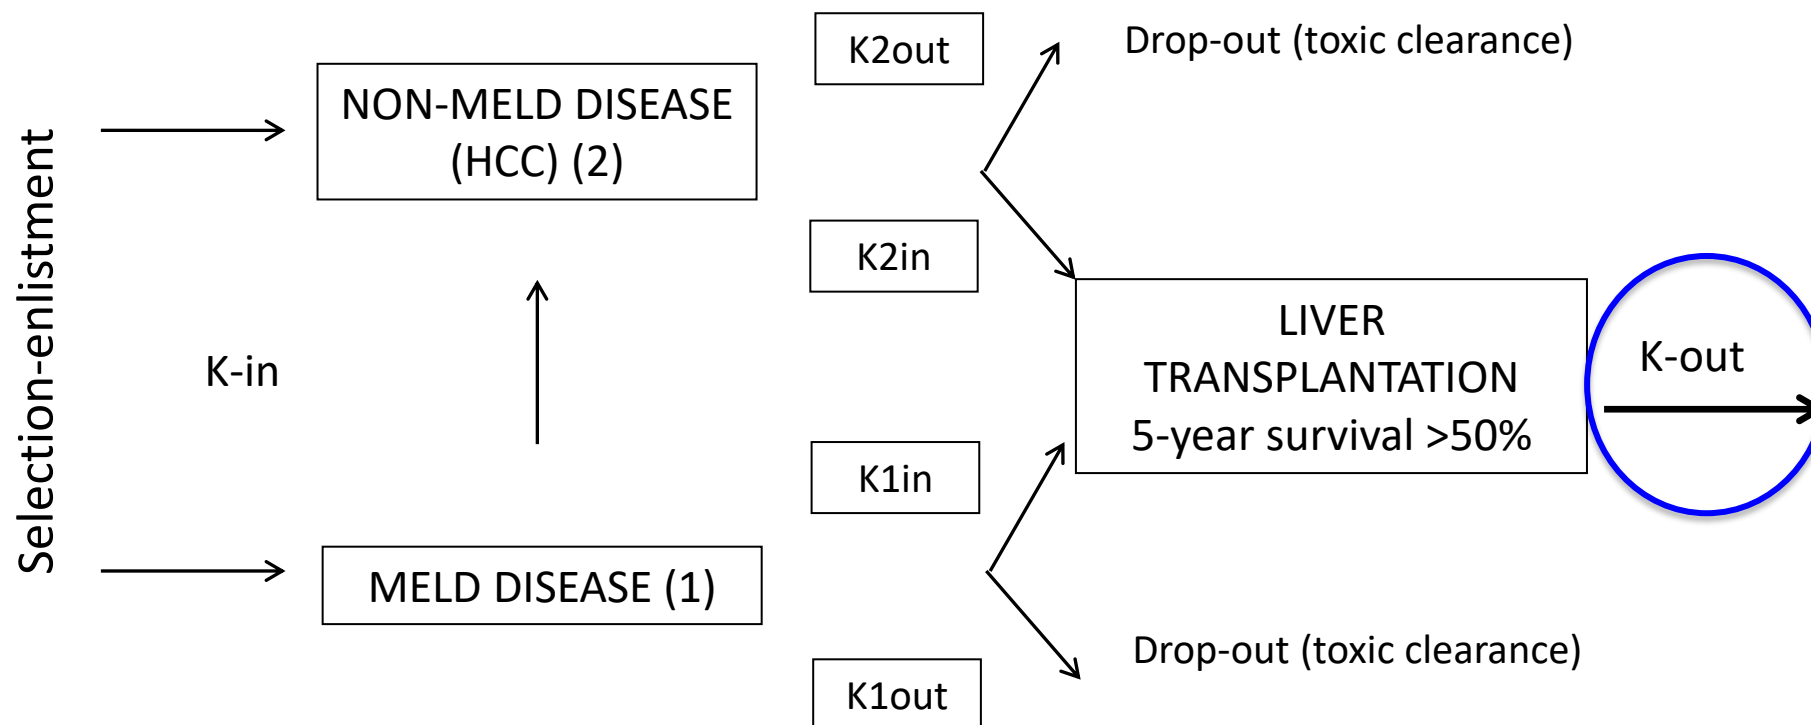 Selection-enlistment
K-in
NON-MELD DISEASE
(HCC) (2)
MELD DISEASE (1)
K2out
K2in
K1in
K1out
Drop-out (toxic clearance)
LIVER
TRANSPLANTATION
5-year survival >50%
Drop-out (toxic clearance)
K-out